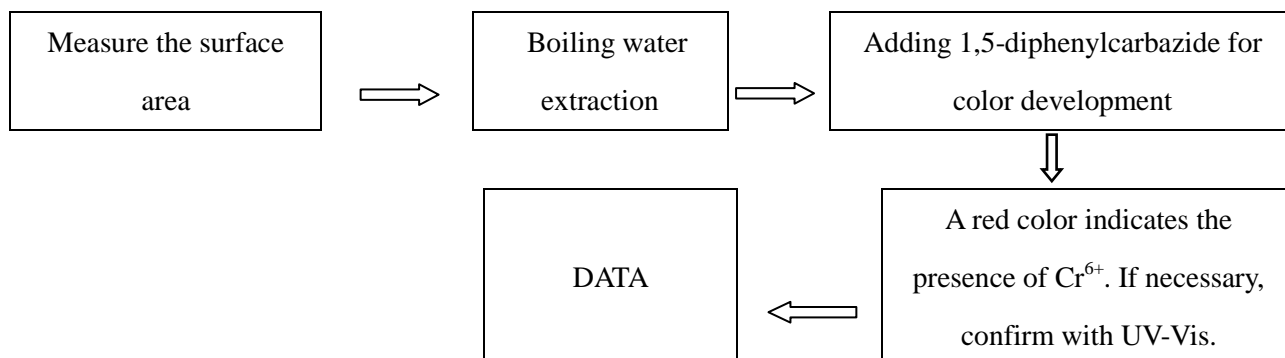 Measure the surface
area
Boiling water
extraction
Adding 1,5-diphenylcarbazide for
color development
A red color indicates the
presence of Cr⁶⁺. If necessary,
confirm with UV-Vis.
DATA